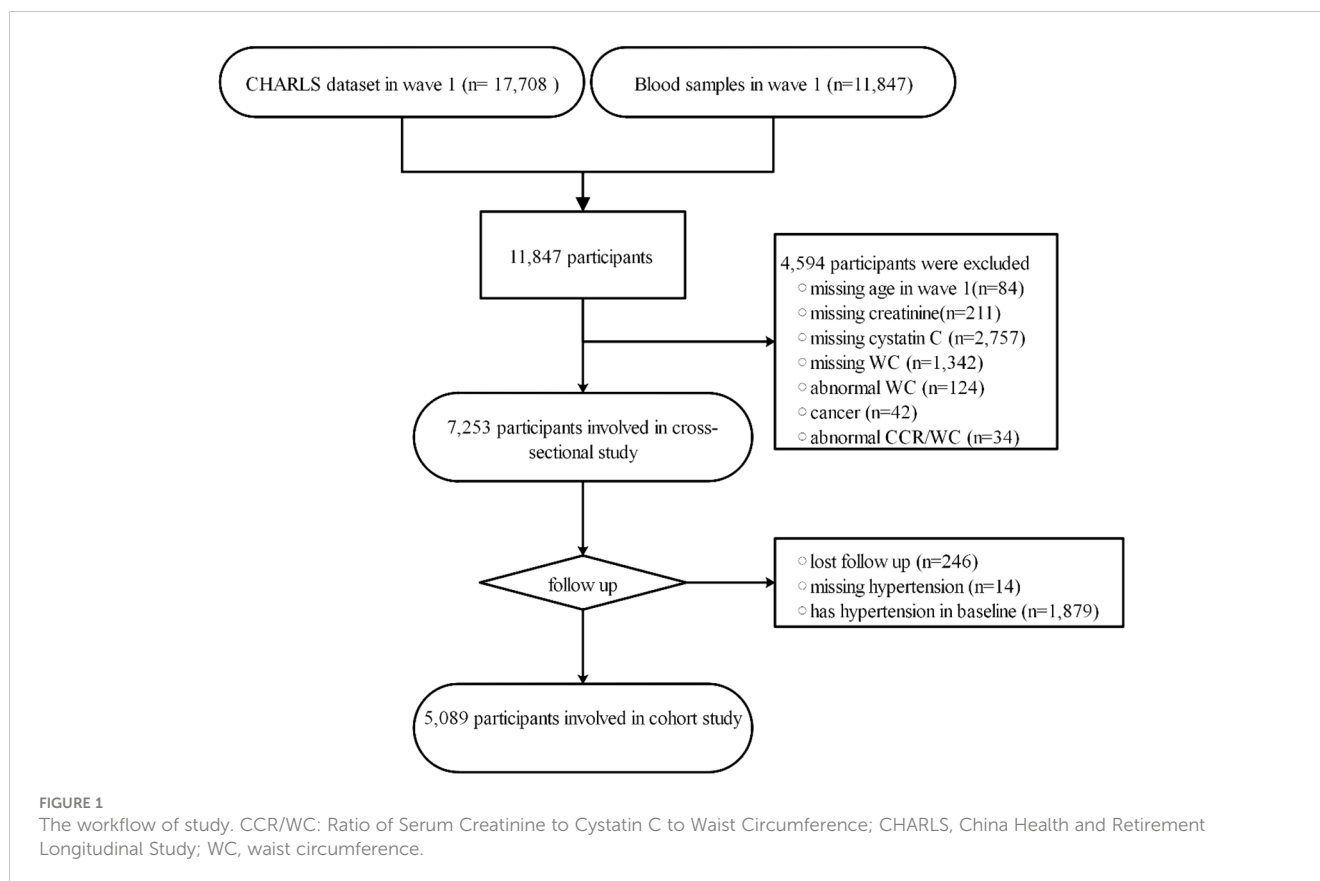 CHARLS dataset in wave 1 (n= 17,708 )
Blood samples in wave 1 (n=11,847)
11,847 participants
4,594 participants were excluded
○ missing age in wave 1(n=84)
○ missing creatinine(n=211)
○ missing cystatin C (n=2,757)
○ missing WC (n=1,342)
○ abnormal WC (n=124)
○ cancer (n=42)
○ abnormal CCR/WC (n=34)
7,253 participants involved in cross-
sectional study
follow up
○ lost follow up (n=246)
○ missing hypertension (n=14)
○ has hypertension in baseline (n=1,879)
5,089 participants involved in cohort study
FIGURE 1
The workflow of study. CCR/WC: Ratio of Serum Creatinine to Cystatin C to Waist Circumference; CHARLS, China Health and Retirement
Longitudinal Study; WC, waist circumference.